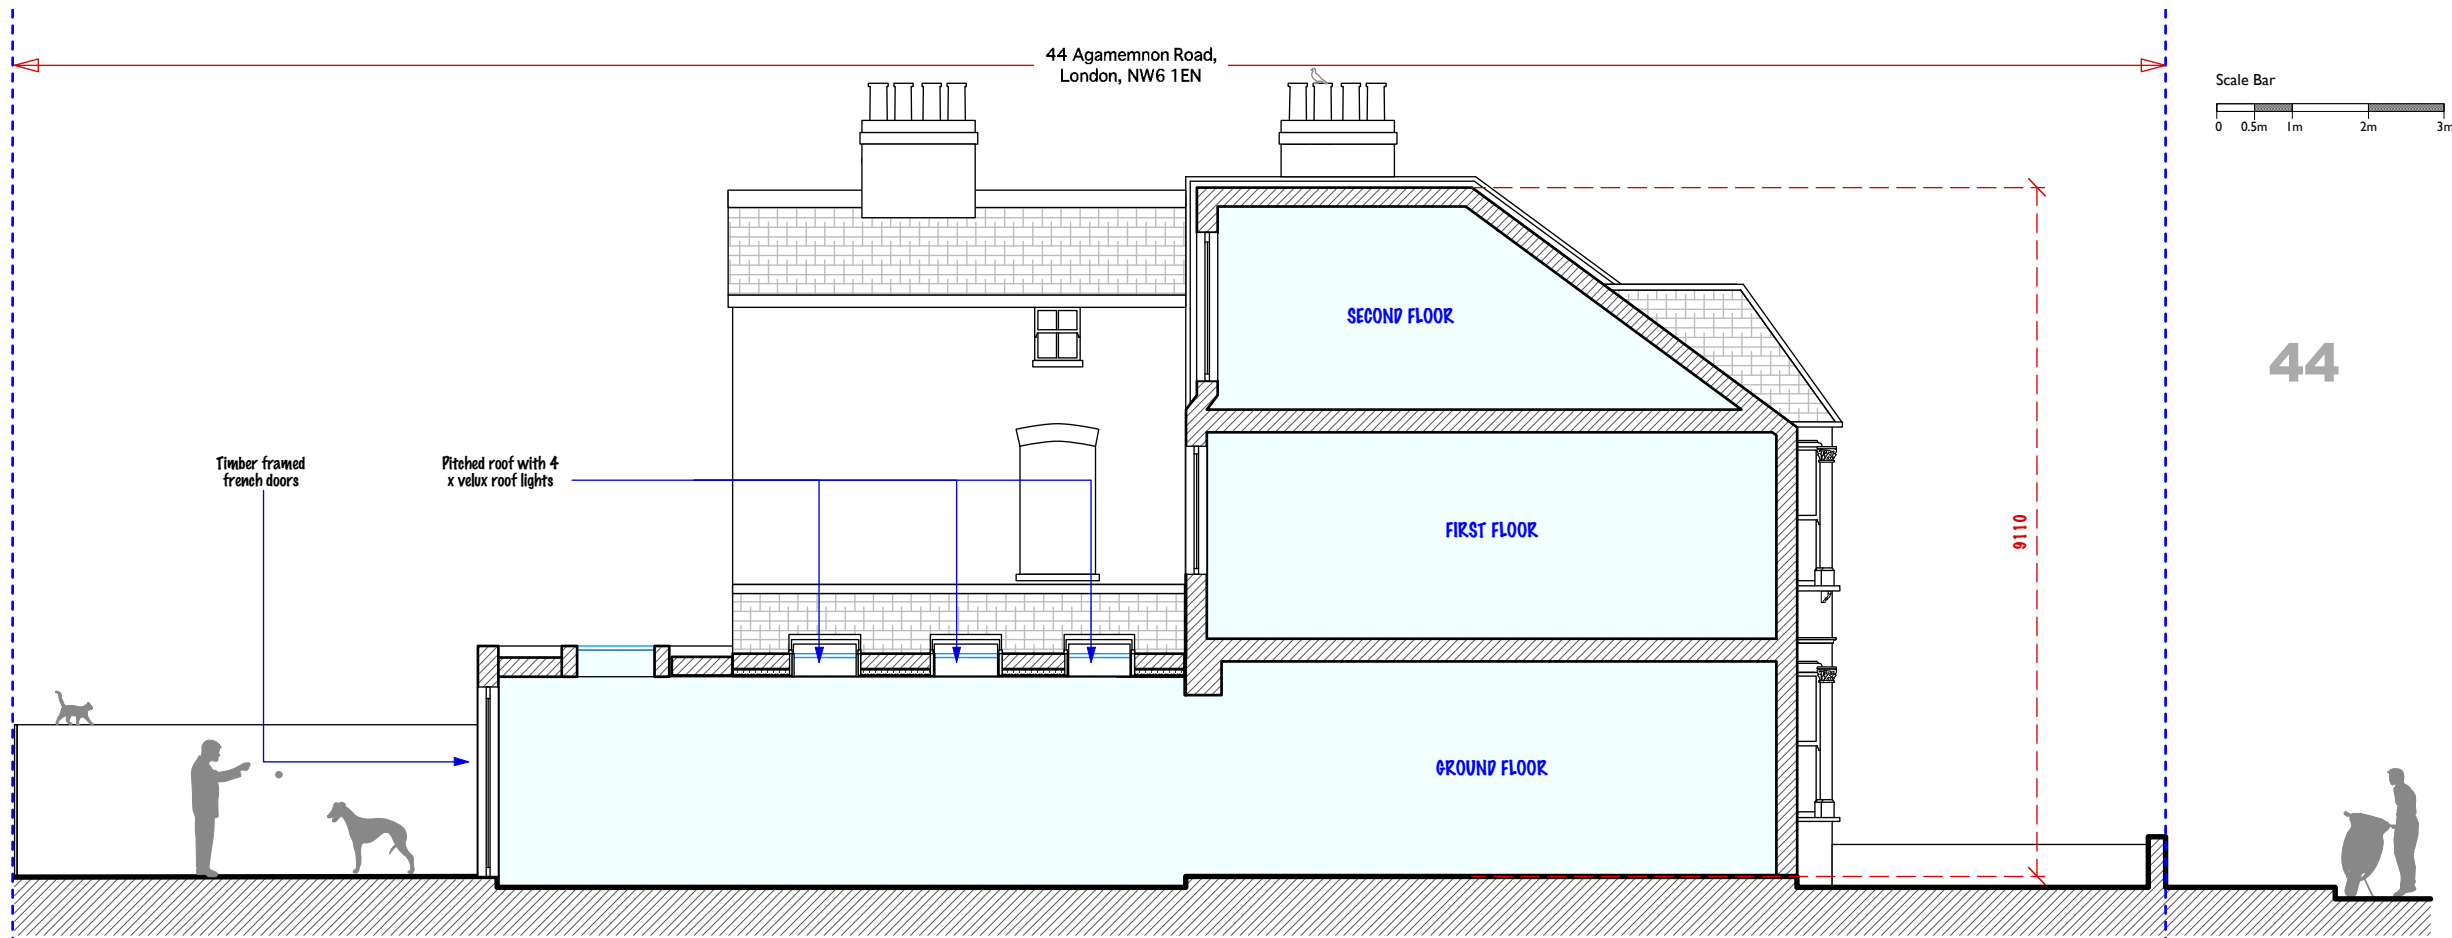 44 Agamemnon Road,
London, NW6 1EN
Scale Bar
0 0.5m 1m 2m 3m
SECOND FLOOR
44
Timber framed
french doors
Pitched roof with 4
x velux roof lights
FIRST FLOOR
9110
GROUND FLOOR